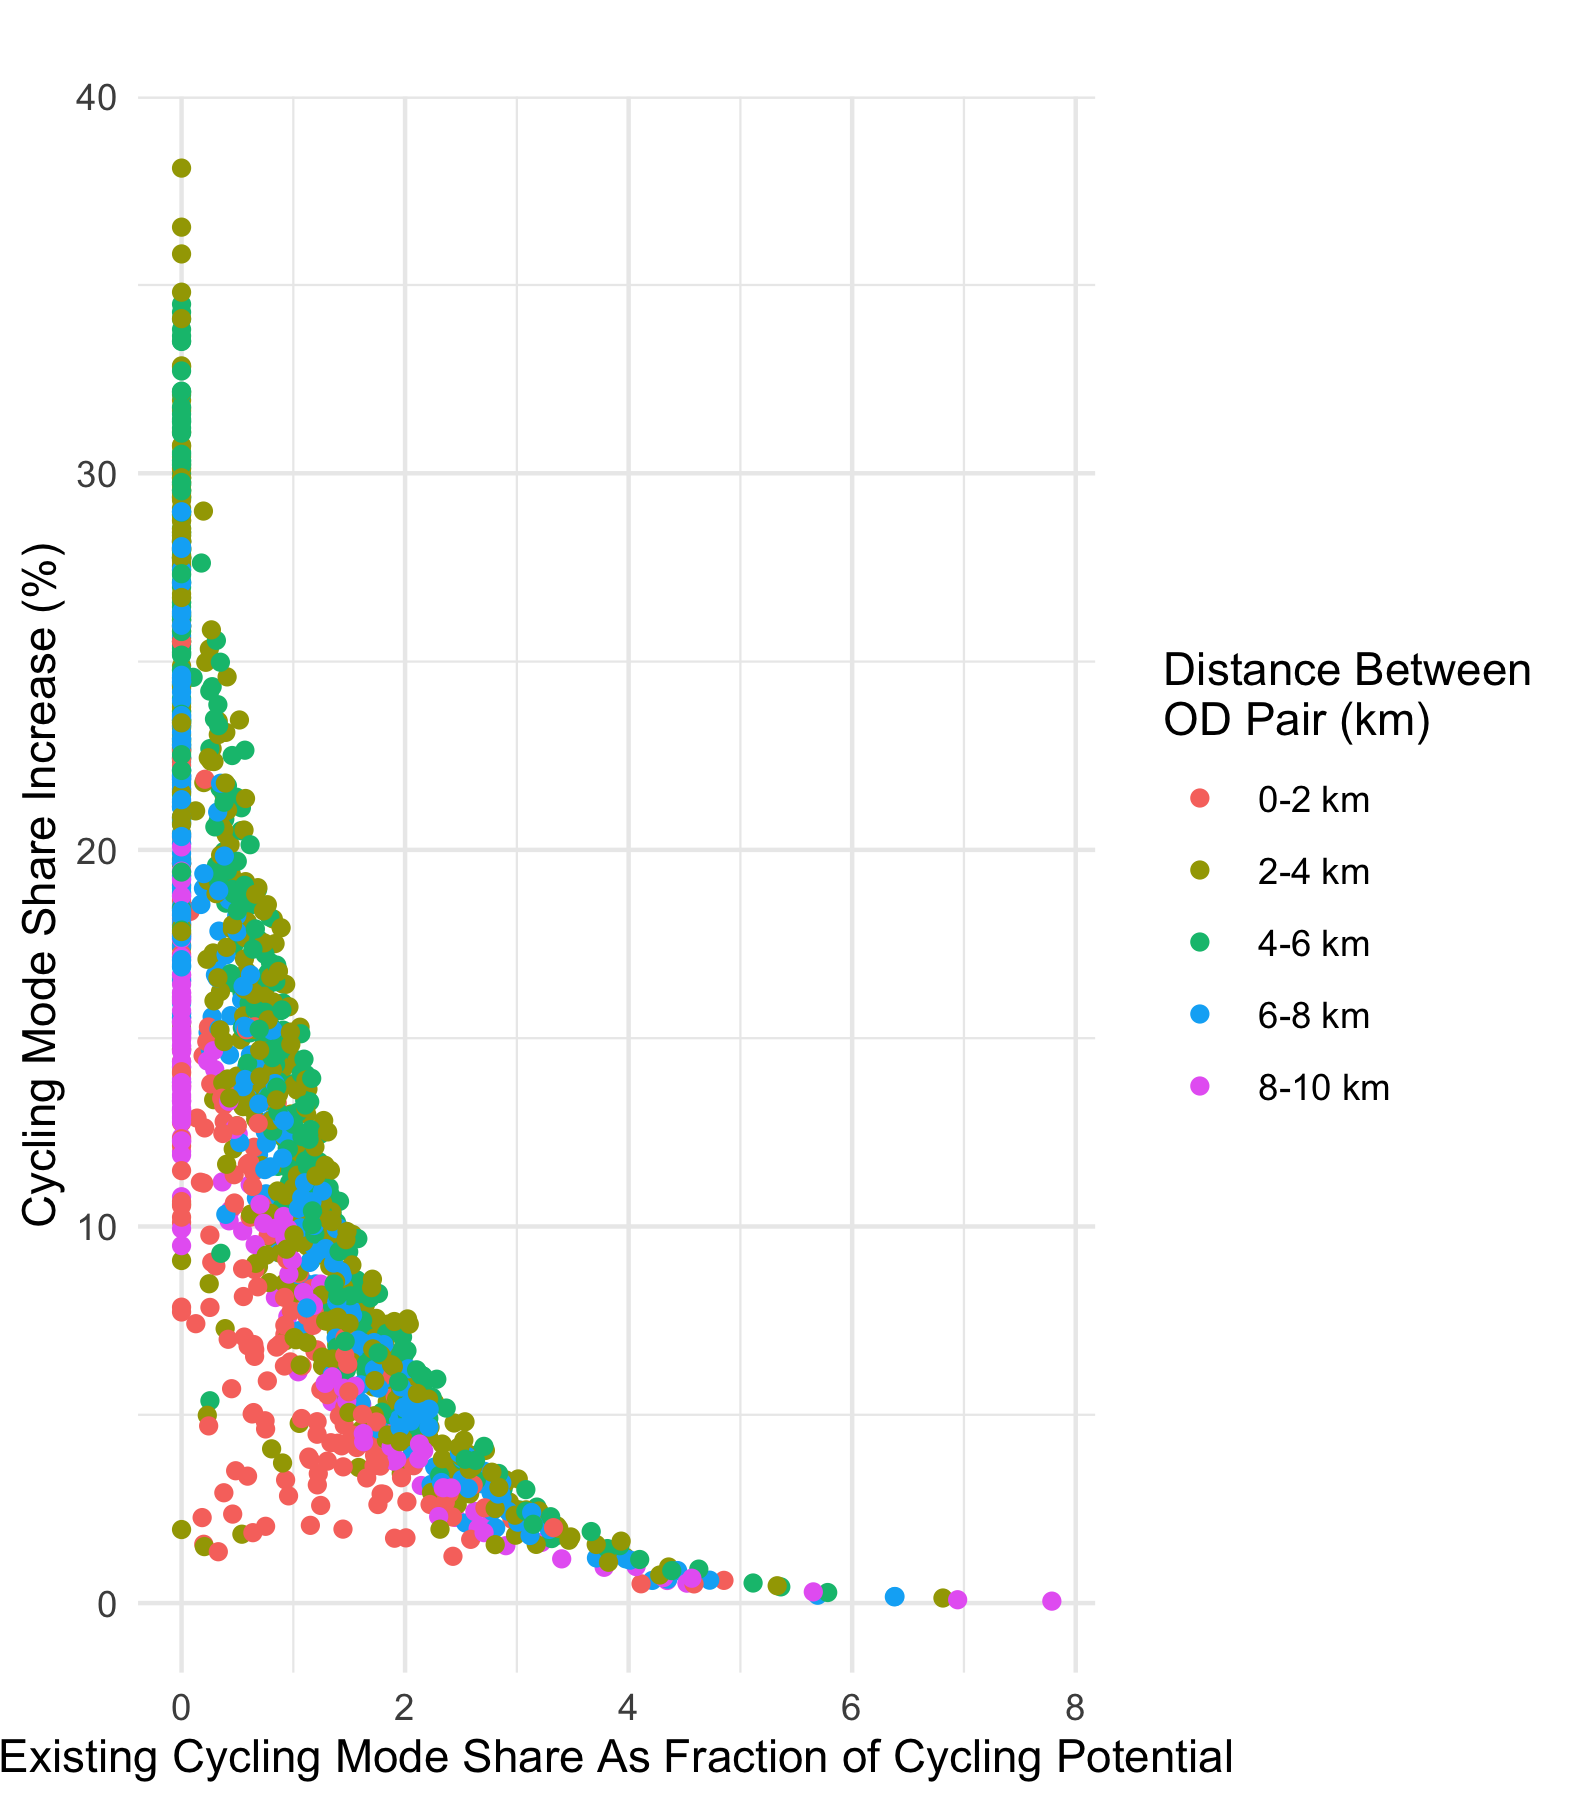 40
30
20
10
0
Cycling Mode Share Increase (%)
0 2 4 6 8
Existing Cycling Mode Share As Fraction of Cycling Potential
Distance Between
OD Pair (km)
0-2 km
2-4 km
4-6 km
6-8 km
8-10 km